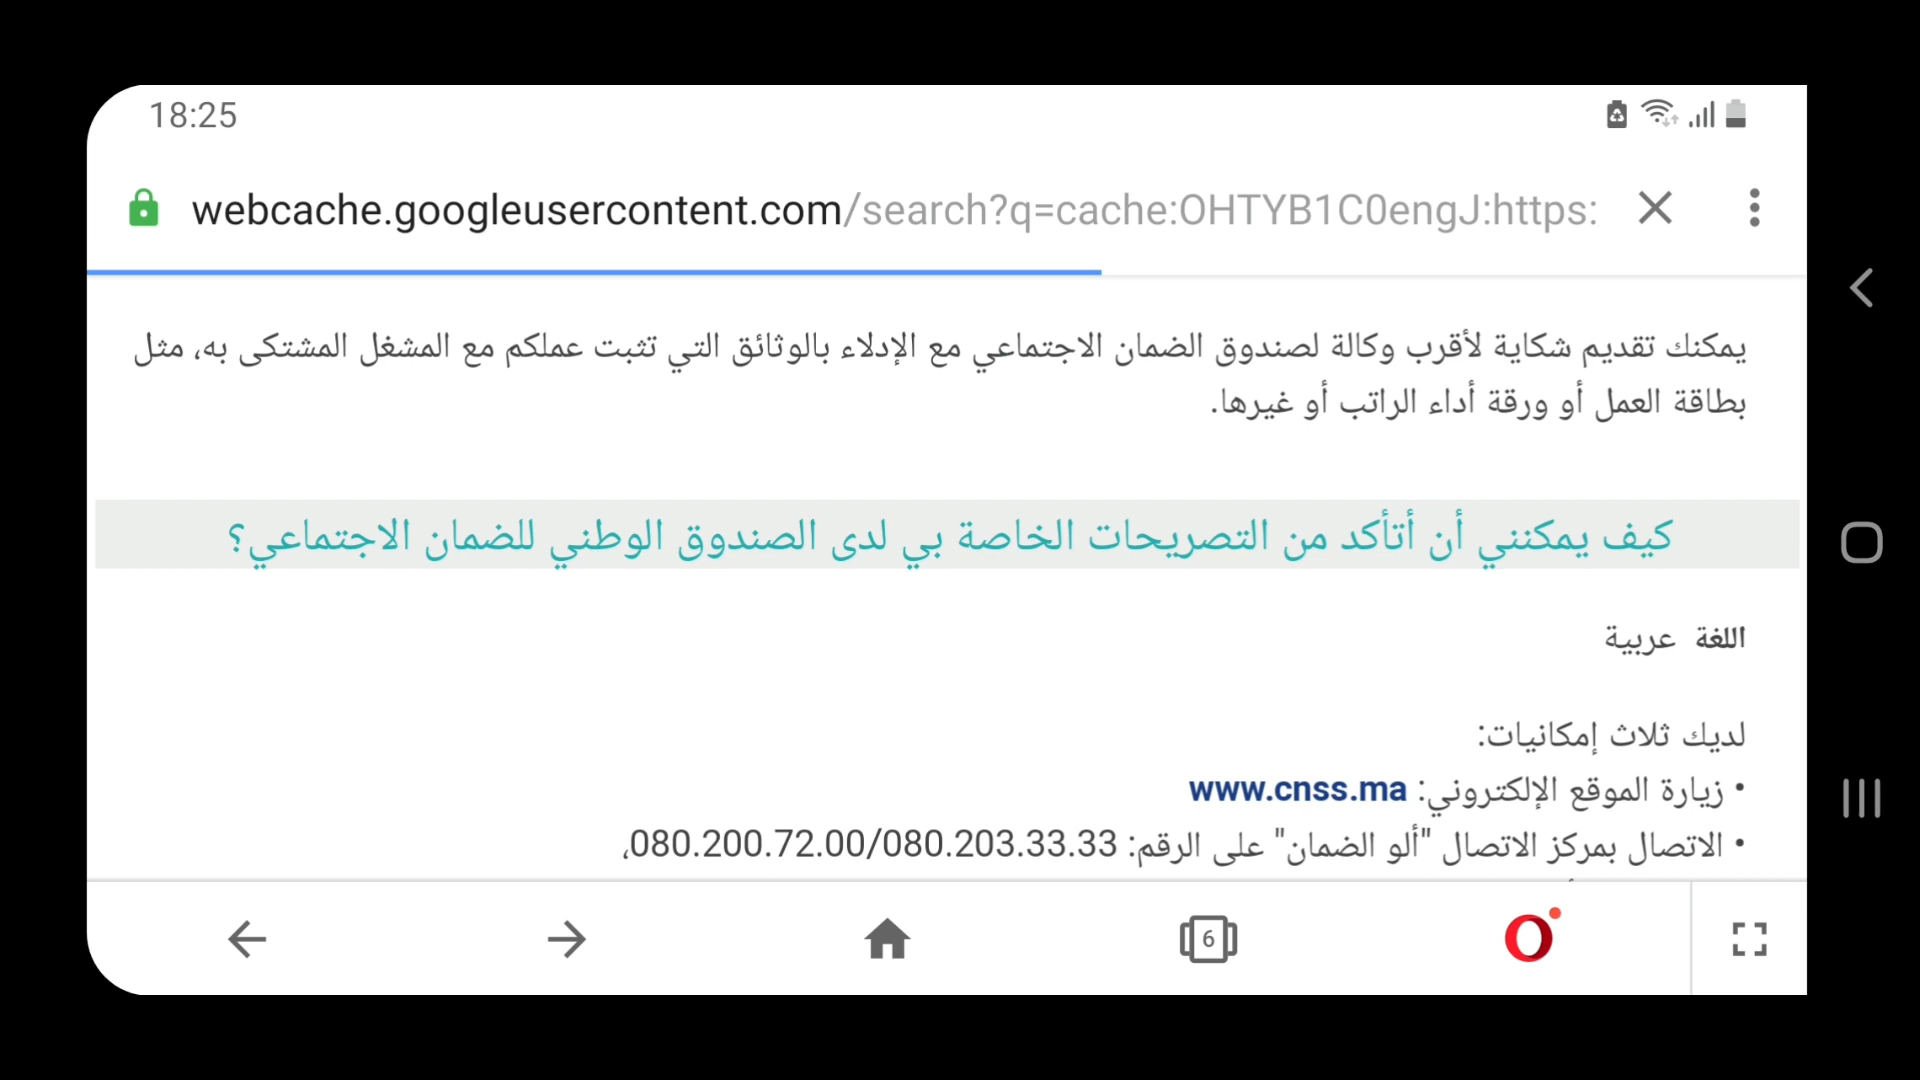 18:25
webcache.googleusercontent.com/search?q=cache:OHTYB1C0engJ:https:
يمكنك تقديم شكاية لأقرب وكالة لصندوق الضمان الاجتماعي مع الإدلاء بالوثائق التي تثبت عملكم مع المشغل المشتكى به، مثل
بطاقة العمل أو ورقة أداء الراتب أو غيرها.
كيف يمكنني أن أتأكد من التصريحات الخاصة بي لدى الصندوق الوطني للضمان الاجتماعي؟
اللغة عربية
لديك ثلاث إمكانيات:
• زيارة الموقع الإلكتروني: www.cnss.ma
• الاتصال بمركز الاتصال "ألو الضمان" على الرقم: 080.200.72.00/080.203.33.33،
6